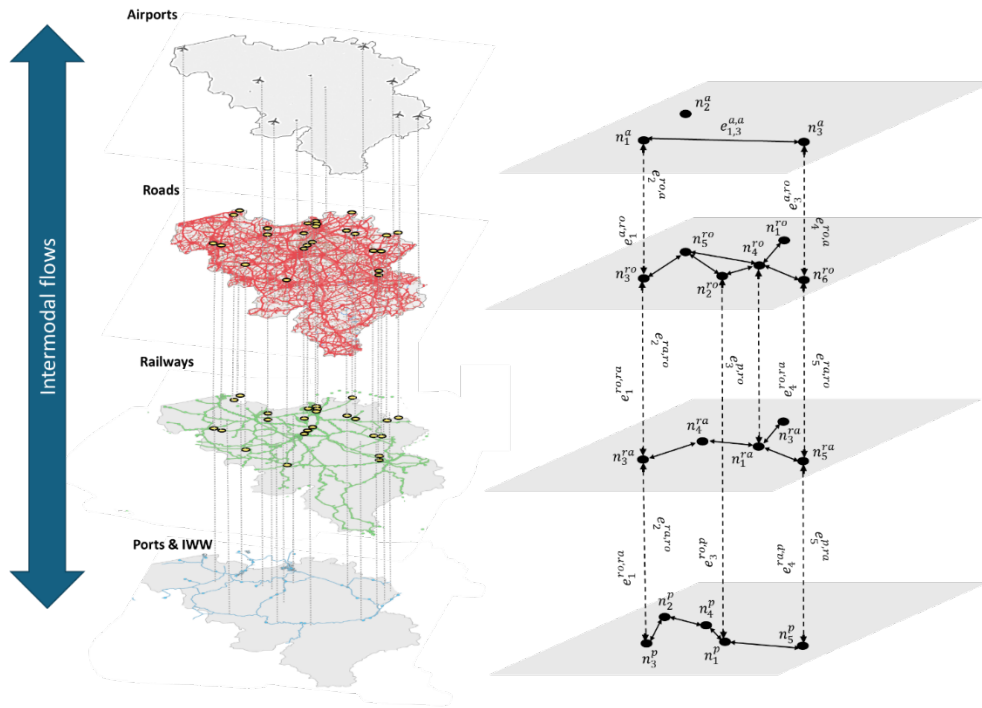 Airports
Roads
Railways
Ports & IWW
Intermodal flows
n_2^a
e_{1,3}^{a,a}
n_1^a
n_3^a
e_2^{ro,a}
e_3^{a,ro}
e_1^{a,ro}
e_4^{ro,a}
n_1^{ro}
n_5^{ro}
n_4^{ro}
n_3^{ro}
n_2^{ro}
n_6^{ro}
e_2^{ra,ro}
e_3^{p,ro}
e_5^{ra,ro}
e_1^{ro,ra}
e_4^{ro,ra}
n_4^{ra}
n_3^{ra}
n_3^{ra}
n_1^{ra}
n_5^{ra}
e_2^{ra,ro}
e_3^{ro,p}
e_5^{p,ra}
e_1^{ro,ra}
e_4^{ra,p}
n_2^p
n_4^p
n_3^p
n_1^p
n_5^p